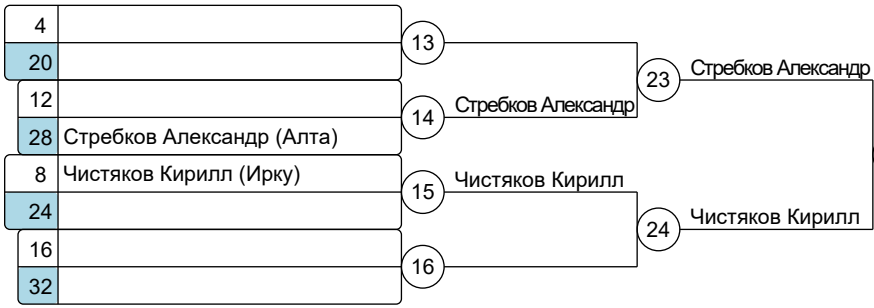 4
13
20
23 Стребков Александр
12
14 Стребков Александр
28 Стребков Александр (Алта)
8 Чистяков Кирилл (Ирку)
15 Чистяков Кирилл
24
24 Чистяков Кирилл
16
16
32